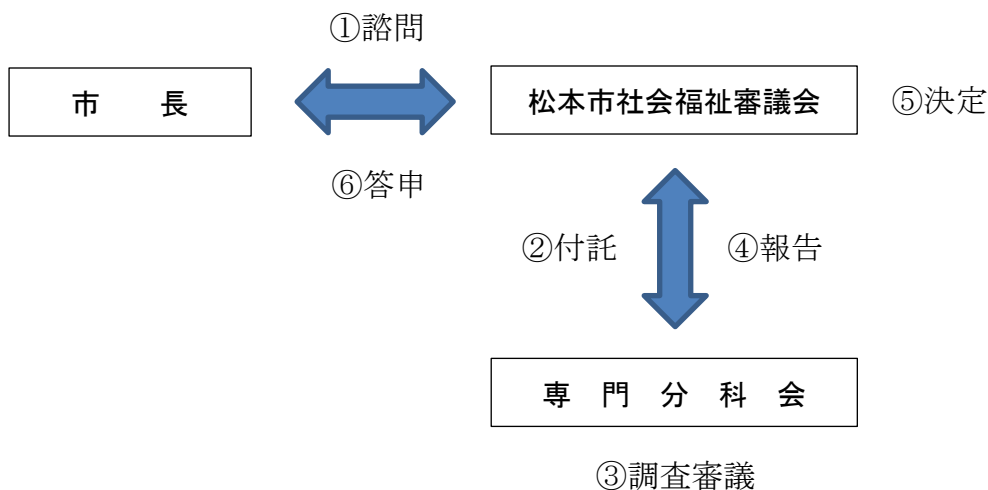 ①諮問
市 長
松本市社会福祉審議会
⑤決定
⑥答申
②付託
④報告
専 門 分 科 会
③調査審議